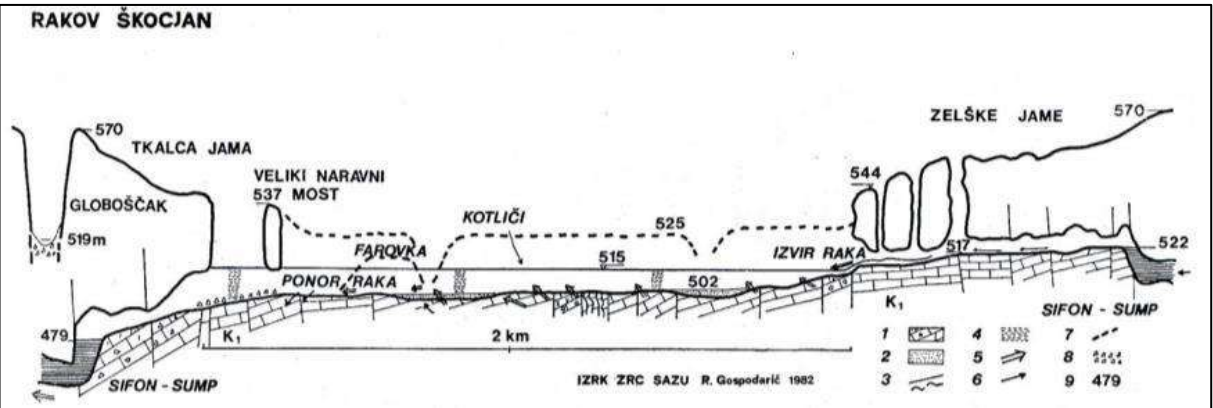 RAKOV ŠKOCJAN
570
TKALCA JAMA
GLOBOŠČAK
519 m
VELIKI NARAVNI
537 MOST
KOTLIČI
525
FAROVKA
515
PONOR RAKA
502
ZELŠKE JAME
570
544
IZVIR RAKA
517
522
479
K₁
K₁
2 km
SIFON - SUMP
SIFON - SUMP
IZRK ZRC SAZU R. Gospodarič 1982
1 4 7
2 5 8
3 6 9 479